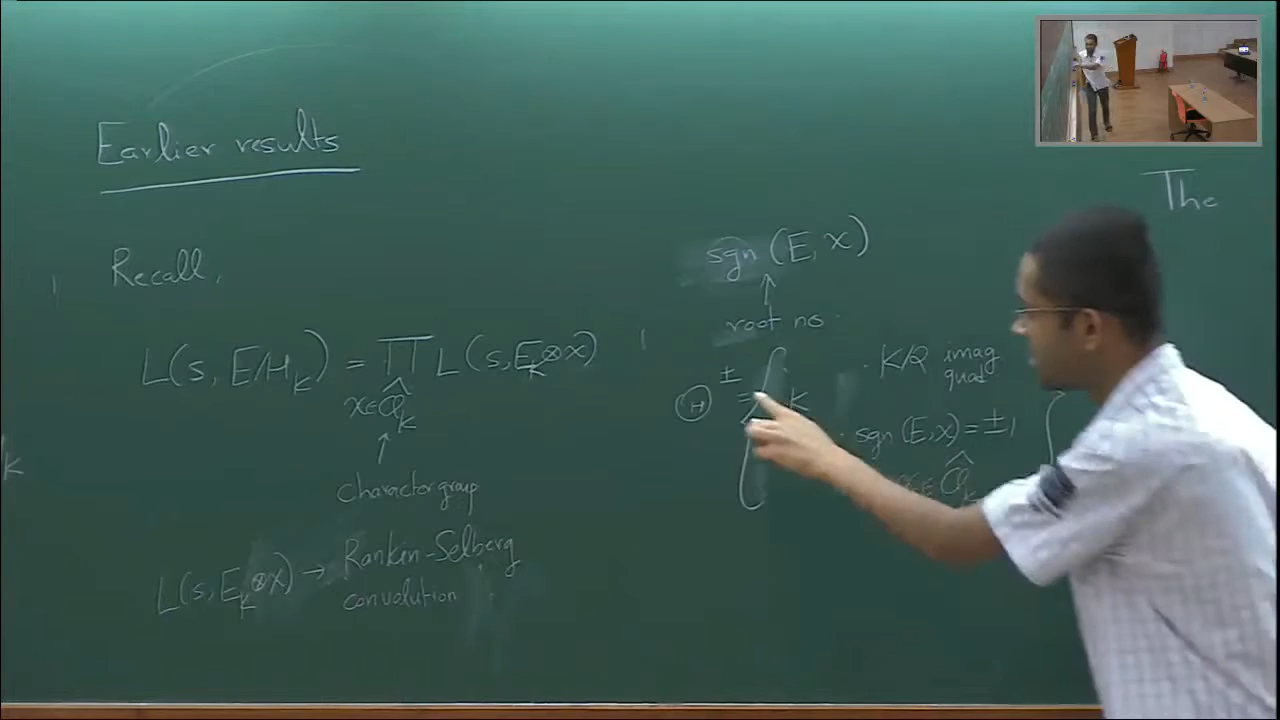 Earlier results
Recall,
L(s, E/H_K) = ∏ L(s, E_K⊗χ)
χ∈Ĉl_K
↑
Charactor group
L(s, E_K⊗χ) → Rankin-Selberg
convolution
sgn (E, χ)
↑
root no.
(H)± = { K
· K/Q imag
quad
· sgn (E, χ) = ±1
The
k